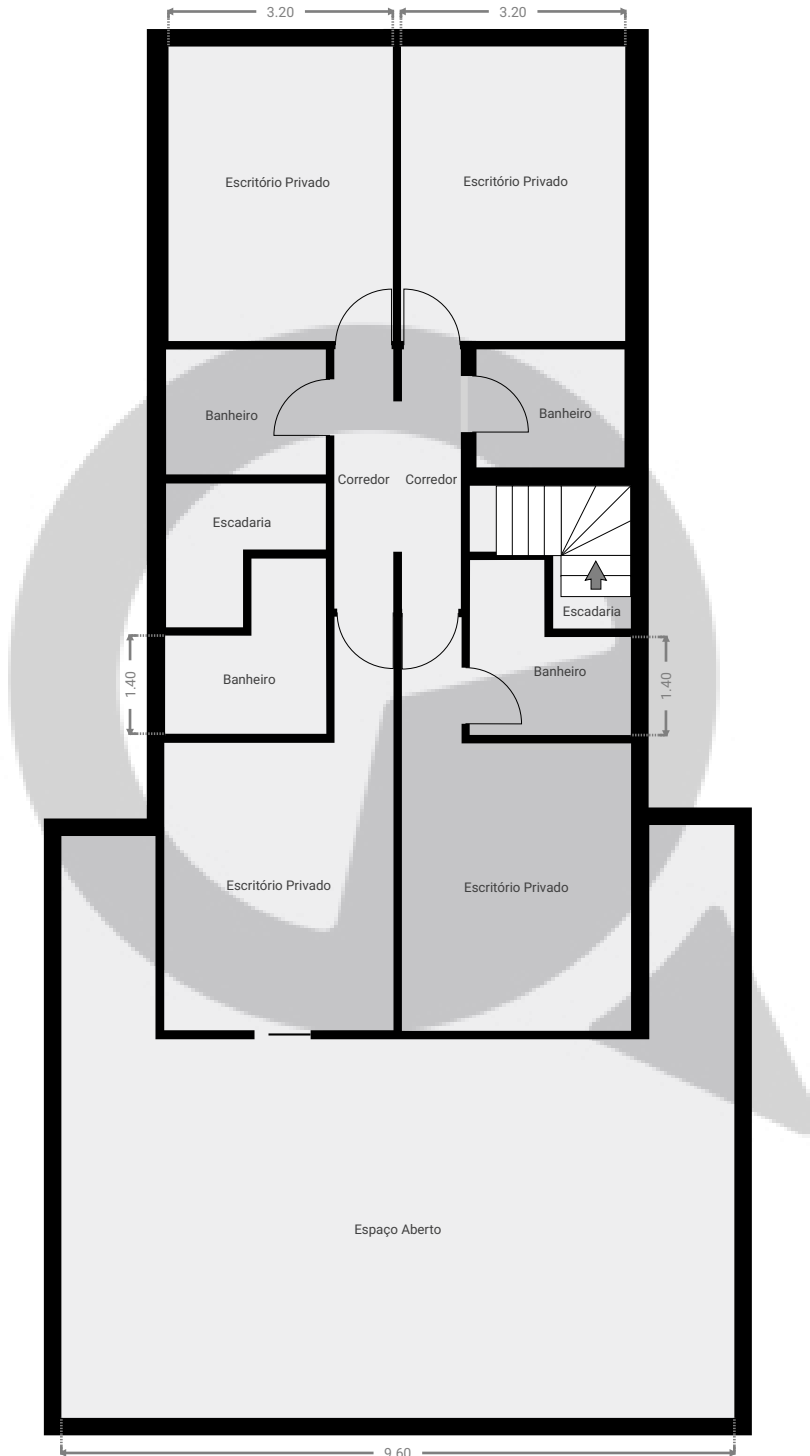 3.20
3.20
Escritório Privado
Escritório Privado
Banheiro
Banheiro
Corredor
Corredor
Escadaria
Escadaria
Banheiro
Banheiro
1.40
1.40
Escritório Privado
Escritório Privado
Espaço Aberto
9.60